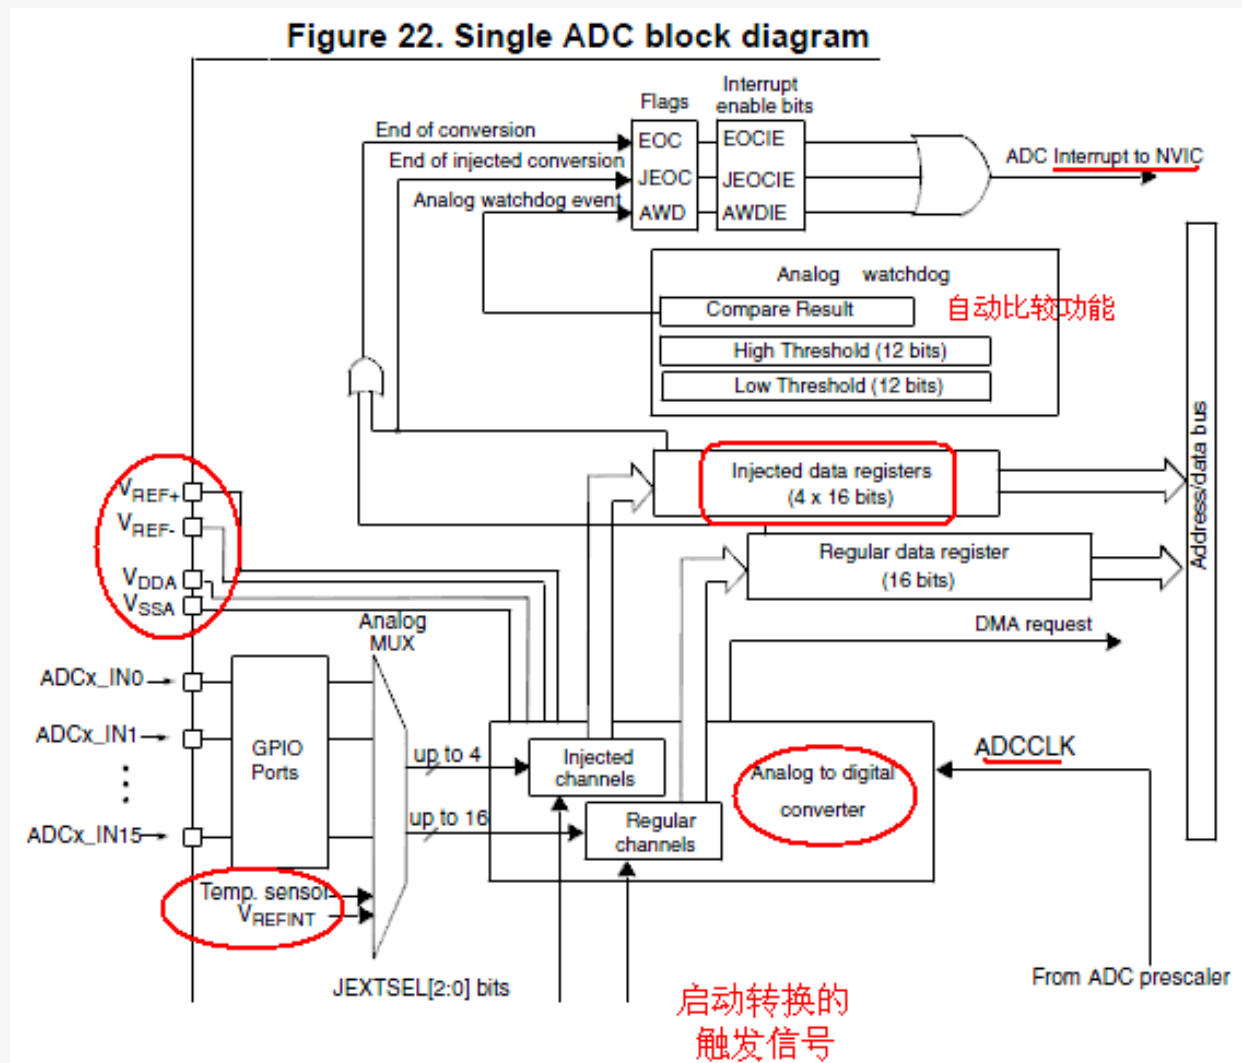 Figure 22. Single ADC block diagram
Flags
Interrupt
enable bits
End of conversion
EOC
EOCIE
End of injected conversion
JEOC
JEOCIE
Analog watchdog event
AWD
AWDIE
ADC Interrupt to NVIC
Analog watchdog
Compare Result
自动比较功能
High Threshold (12 bits)
Low Threshold (12 bits)
Address/data bus
Injected data registers
(4 x 16 bits)
Regular data register
(16 bits)
DMA request
VREF+
VREF-
VDDA
VSSA
Analog
MUX
ADCx_IN0
ADCx_IN1
ADCx_IN15
GPIO
Ports
up to 4
up to 16
Injected
channels
Regular
channels
Analog to digital
converter
ADCCLK
Temp. sensor
VREFINT
JEXTSEL[2:0] bits
From ADC prescaler
启动转换的
触发信号